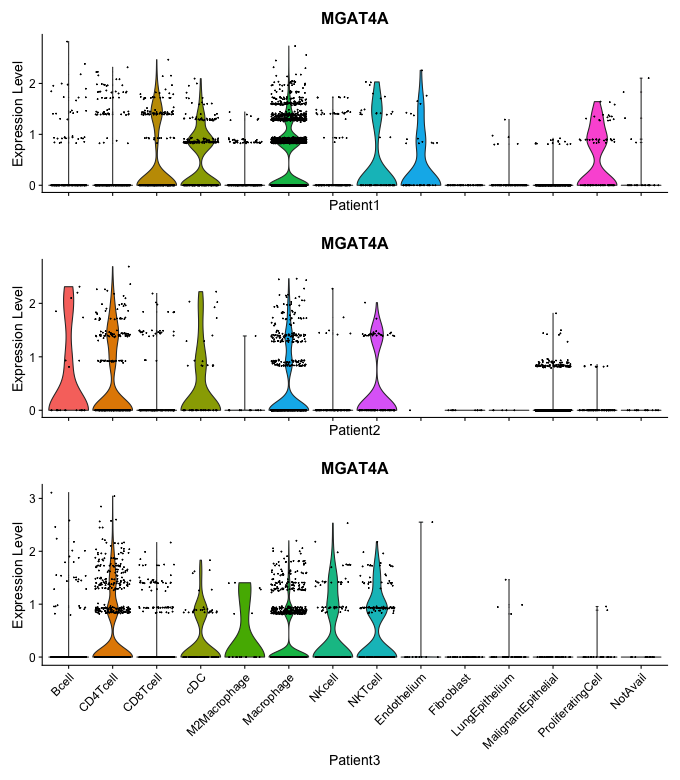 MGAT4A
Expression Level
2
1
0
Patient1
MGAT4A
Expression Level
2
1
0
Patient2
MGAT4A
Expression Level
3
2
1
0
Bcell
CD4Tcell
CD8Tcell
cDC
M2Macrophage
Macrophage
NKcell
NKTcell
Endothelium
Fibroblast
LungEpithelium
MalignantEpithelial
ProliferatingCell
NotAvail
Patient3